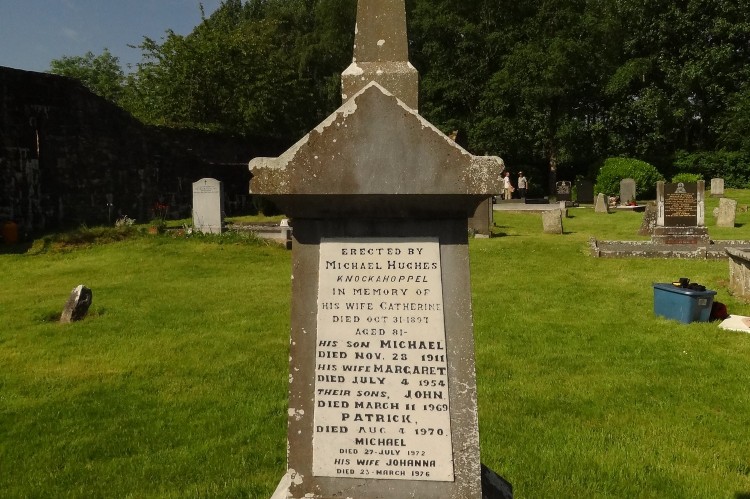 ERECTED BY
MICHAEL HUGHES
KNOCKAHOPPEL
IN MEMORY OF
HIS WIFE CATHERINE
DIED OCT 31-1897
AGED 81-
HIS SON MICHAEL
DIED NOV. 28 1911
HIS WIFE MARGARET
DIED JULY 4 1954
THEIR SONS, JOHN.
DIED MARCH 11 1969
PATRICK,
DIED AUG 4 1970.
MICHAEL
DIED 27-JULY 1972
HIS WIFE JOHANNA
DIED 23-MARCH 1976